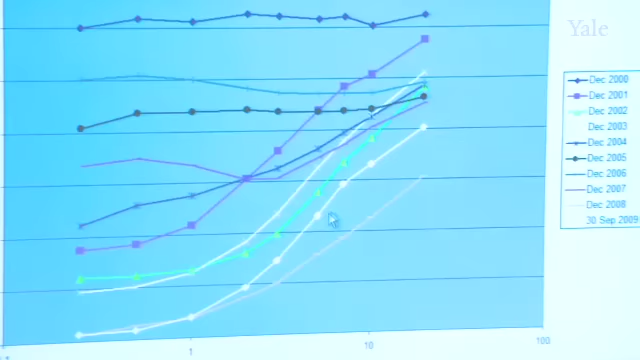 Yale
Dec 2000
Dec 2001
Dec 2002
Dec 2003
Dec 2004
Dec 2005
Dec 2006
Dec 2007
Dec 2008
30 Sep 2009
1
10
100